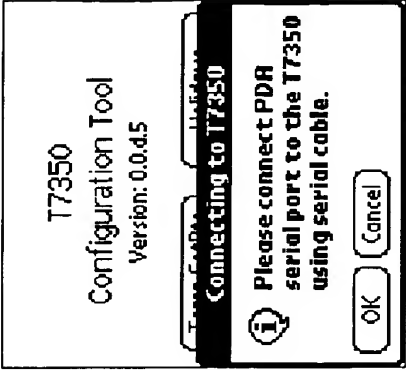 T7350
Configuration Tool
Version: 0.0.d.5
Connecting to T7350
Please connect PDA
serial port to the T7350
using serial cable.
OK
Cancel